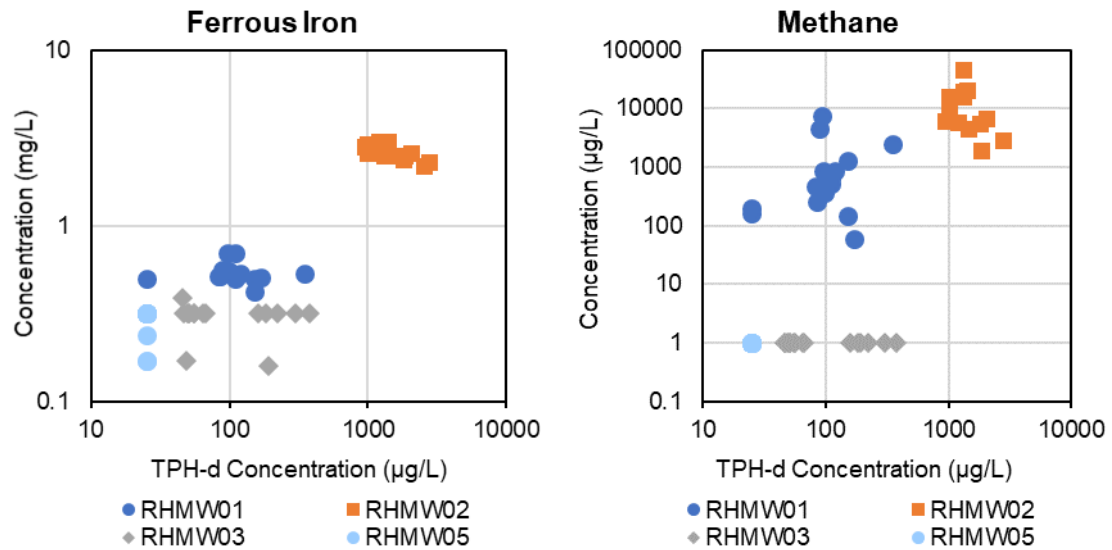 Ferrous Iron
10
1
0.1
Concentration (mg/L)
10 100 1000 10000
TPH-d Concentration (µg/L)
RHMW01 RHMW02
RHMW03 RHMW05
Methane
100000
10000
1000
100
10
1
0.1
Concentration (µg/L)
10 100 1000 10000
TPH-d Concentration (µg/L)
RHMW01 RHMW02
RHMW03 RHMW05